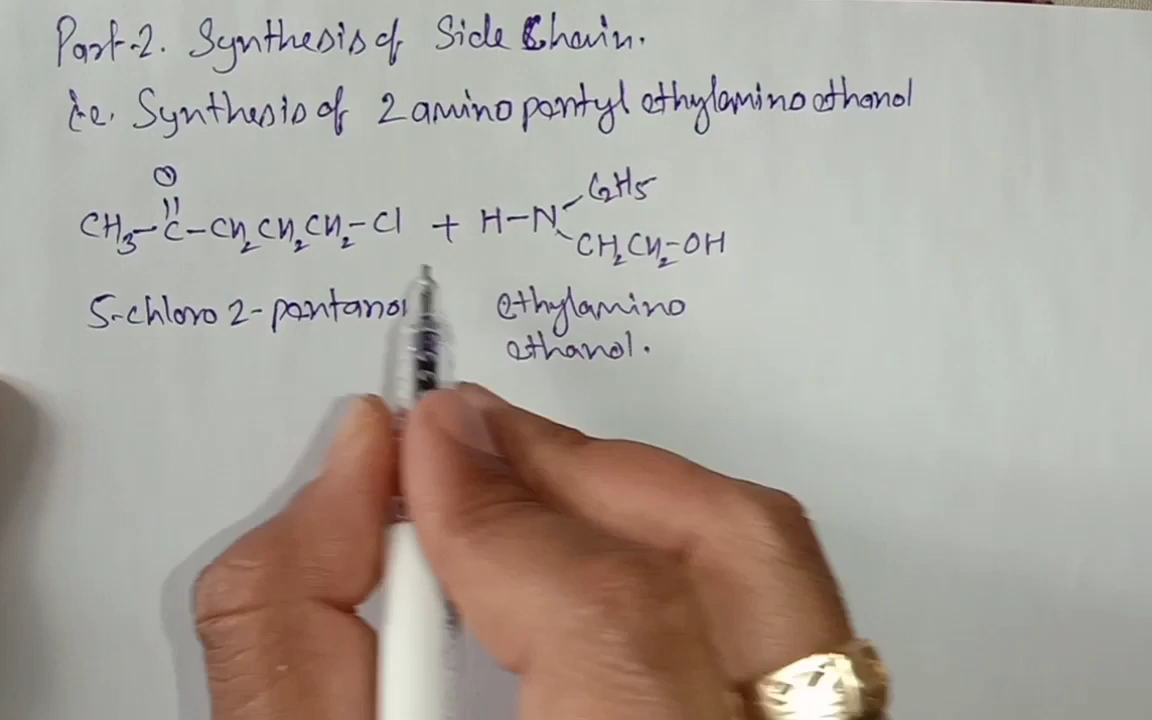 Part-2. Synthesis of Side Chain.
i.e. Synthesis of 2 amino pentyl ethylamino ethanol
O
CH3-C-CH2CH2CH2-Cl + H-N
C2H5
CH2CH2-OH
5-chloro 2-pentano
ethylamino
ethanol.